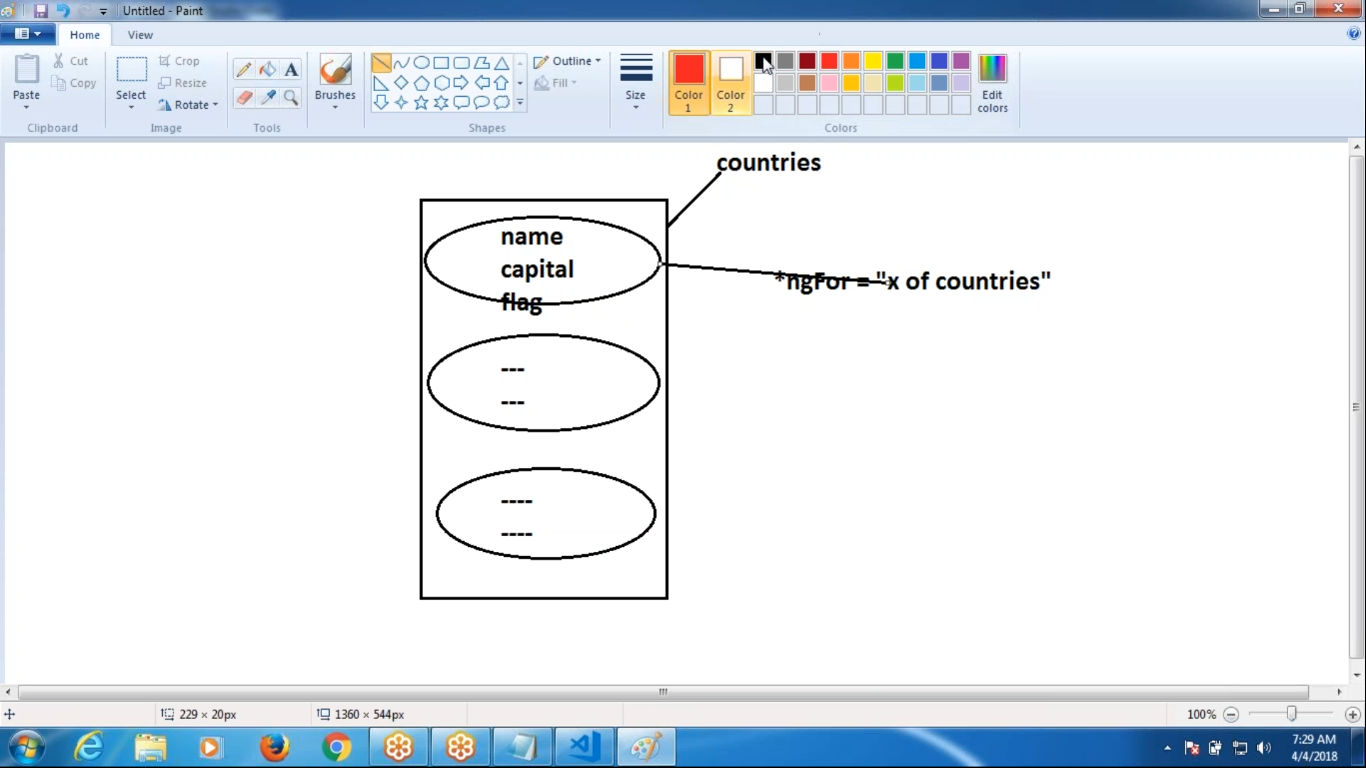 Untitled - Paint
Home
View
Paste
Cut
Copy
Clipboard
Select
Crop
Resize
Rotate
Image
A
Tools
Brushes
Outline
Fill
Shapes
Size
Color 1
Color 2
Edit colors
Colors
countries
name
capital
flag
*ngFor = "x of countries"
---
---
----
----
229 × 20px
1360 × 544px
100%
7:29 AM
4/4/2018